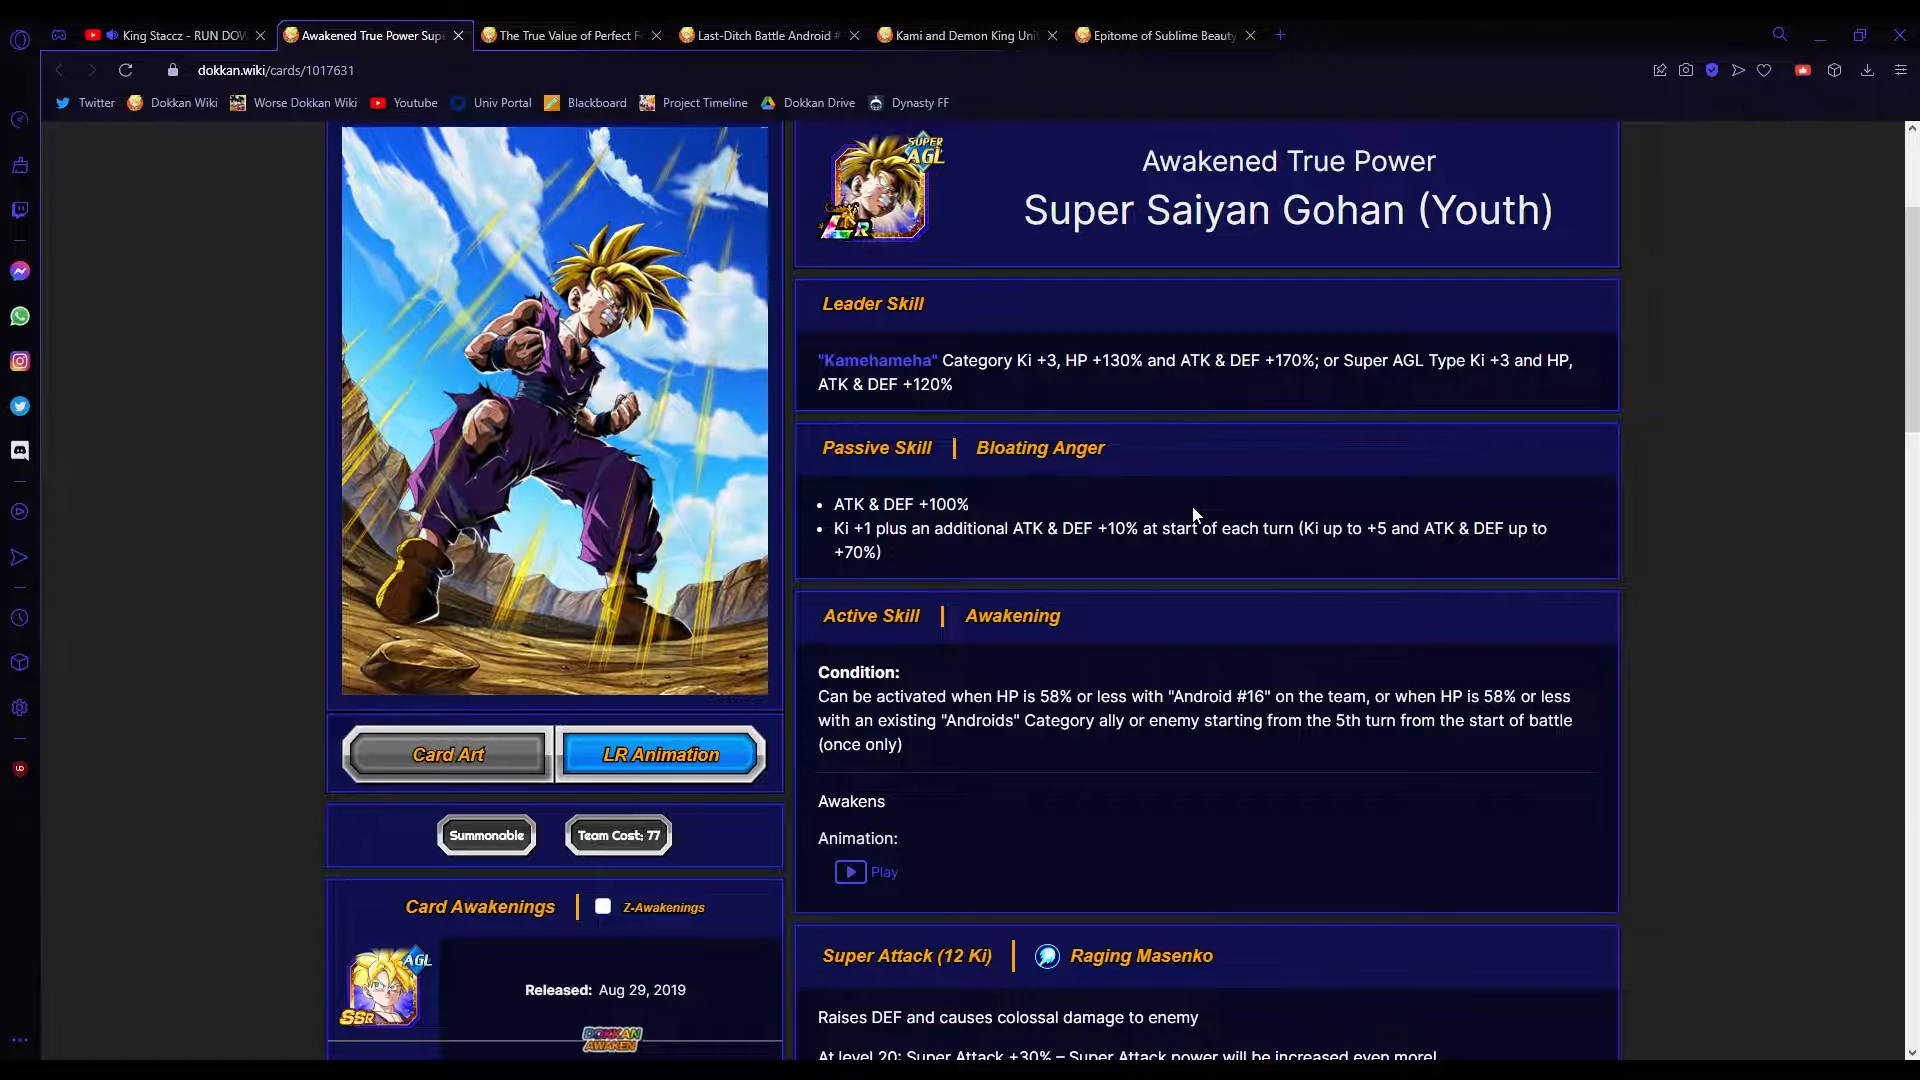 King Staccz - RUN DOW
Awakened True Power Sup
The True Value of Perfect F
Last-Ditch Battle Android #
Kami and Demon King Uni
Epitome of Sublime Beauty
dokkan.wiki/cards/1017631
Twitter
Dokkan Wiki
Worse Dokkan Wiki
Youtube
Univ Portal
Blackboard
Project Timeline
Dokkan Drive
Dynasty FF
SUPER
AGL
LR
Awakened True Power
Super Saiyan Gohan (Youth)
Leader Skill
"Kamehameha" Category Ki +3, HP +130% and ATK & DEF +170%; or Super AGL Type Ki +3 and HP,
ATK & DEF +120%
Passive Skill | Bloating Anger
• ATK & DEF +100%
• Ki +1 plus an additional ATK & DEF +10% at start of each turn (Ki up to +5 and ATK & DEF up to
+70%)
Active Skill | Awakening
Condition:
Can be activated when HP is 58% or less with "Android #16" on the team, or when HP is 58% or less
with an existing "Androids" Category ally or enemy starting from the 5th turn from the start of battle
(once only)
Awakens
Animation:
Play
Super Attack (12 Ki) | Raging Masenko
Raises DEF and causes colossal damage to enemy
At level 20: Super Attack +30% – Super Attack power will be increased even more!
Card Art
LR Animation
Summonable
Team Cost: 77
Card Awakenings | Z-Awakenings
AGL
SSR
Released: Aug 29, 2019
DOKKAN
AWAKEN